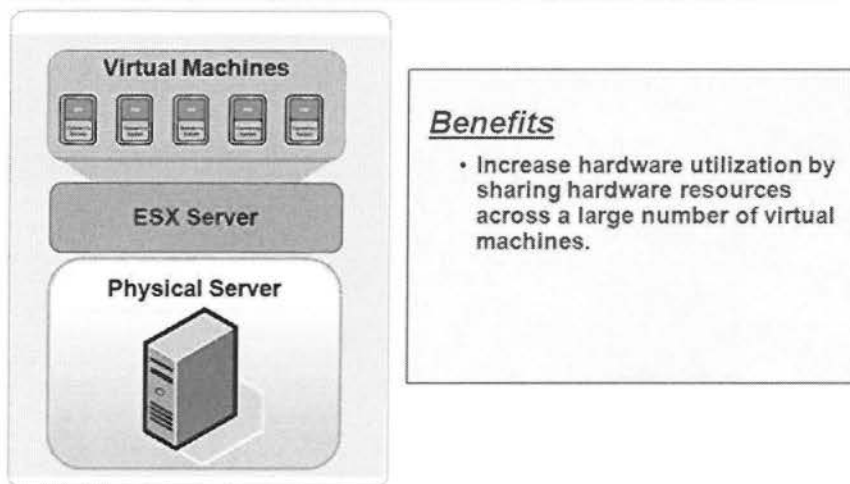 Virtual Machines
ESX Server
Physical Server
Benefits
• Increase hardware utilization by
sharing hardware resources
across a large number of virtual
machines.